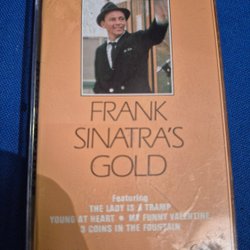 FRANK
SINATRA'S
GOLD
Featuring
THE LADY IS A TRAMP
YOUNG AT HEART • MY FUNNY VALENTINE
3 COINS IN THE FOUNTAIN